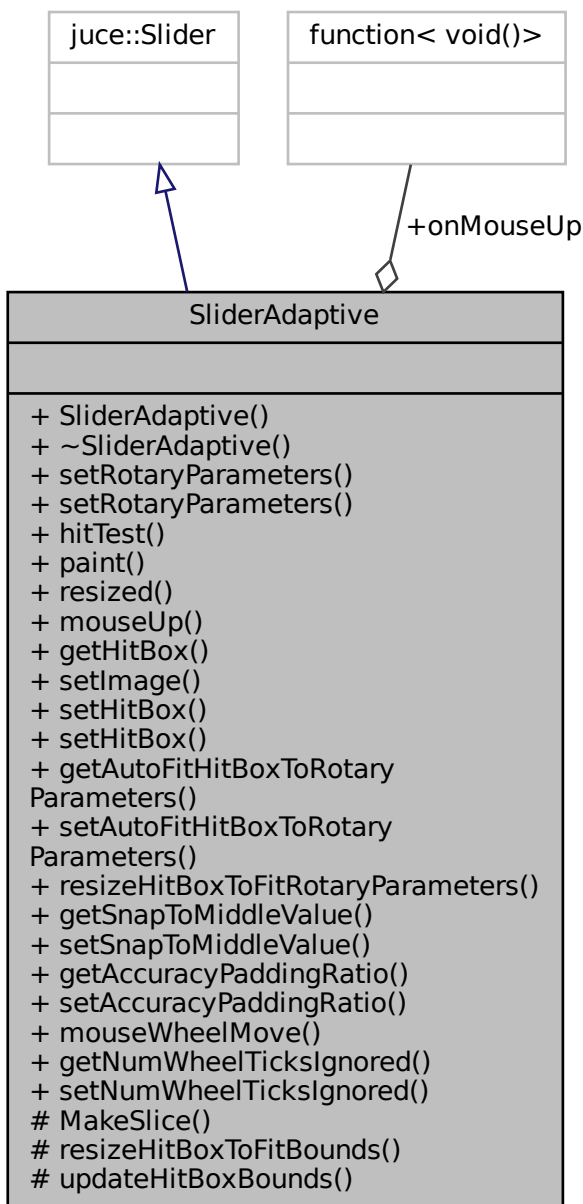 juce::Slider
function< void()>
+onMouseUp
SliderAdaptive
+ SliderAdaptive()
+ ~SliderAdaptive()
+ setRotaryParameters()
+ setRotaryParameters()
+ hitTest()
+ paint()
+ resized()
+ mouseUp()
+ getHitBox()
+ setImage()
+ setHitBox()
+ setHitBox()
+ getAutoFitHitBoxToRotary
Parameters()
+ setAutoFitHitBoxToRotary
Parameters()
+ resizeHitBoxToFitRotaryParameters()
+ getSnapToMiddleValue()
+ setSnapToMiddleValue()
+ getAccuracyPaddingRatio()
+ setAccuracyPaddingRatio()
+ mouseWheelMove()
+ getNumWheelTicksIgnored()
+ setNumWheelTicksIgnored()
# MakeSlice()
# resizeHitBoxToFitBounds()
# updateHitBoxBounds()